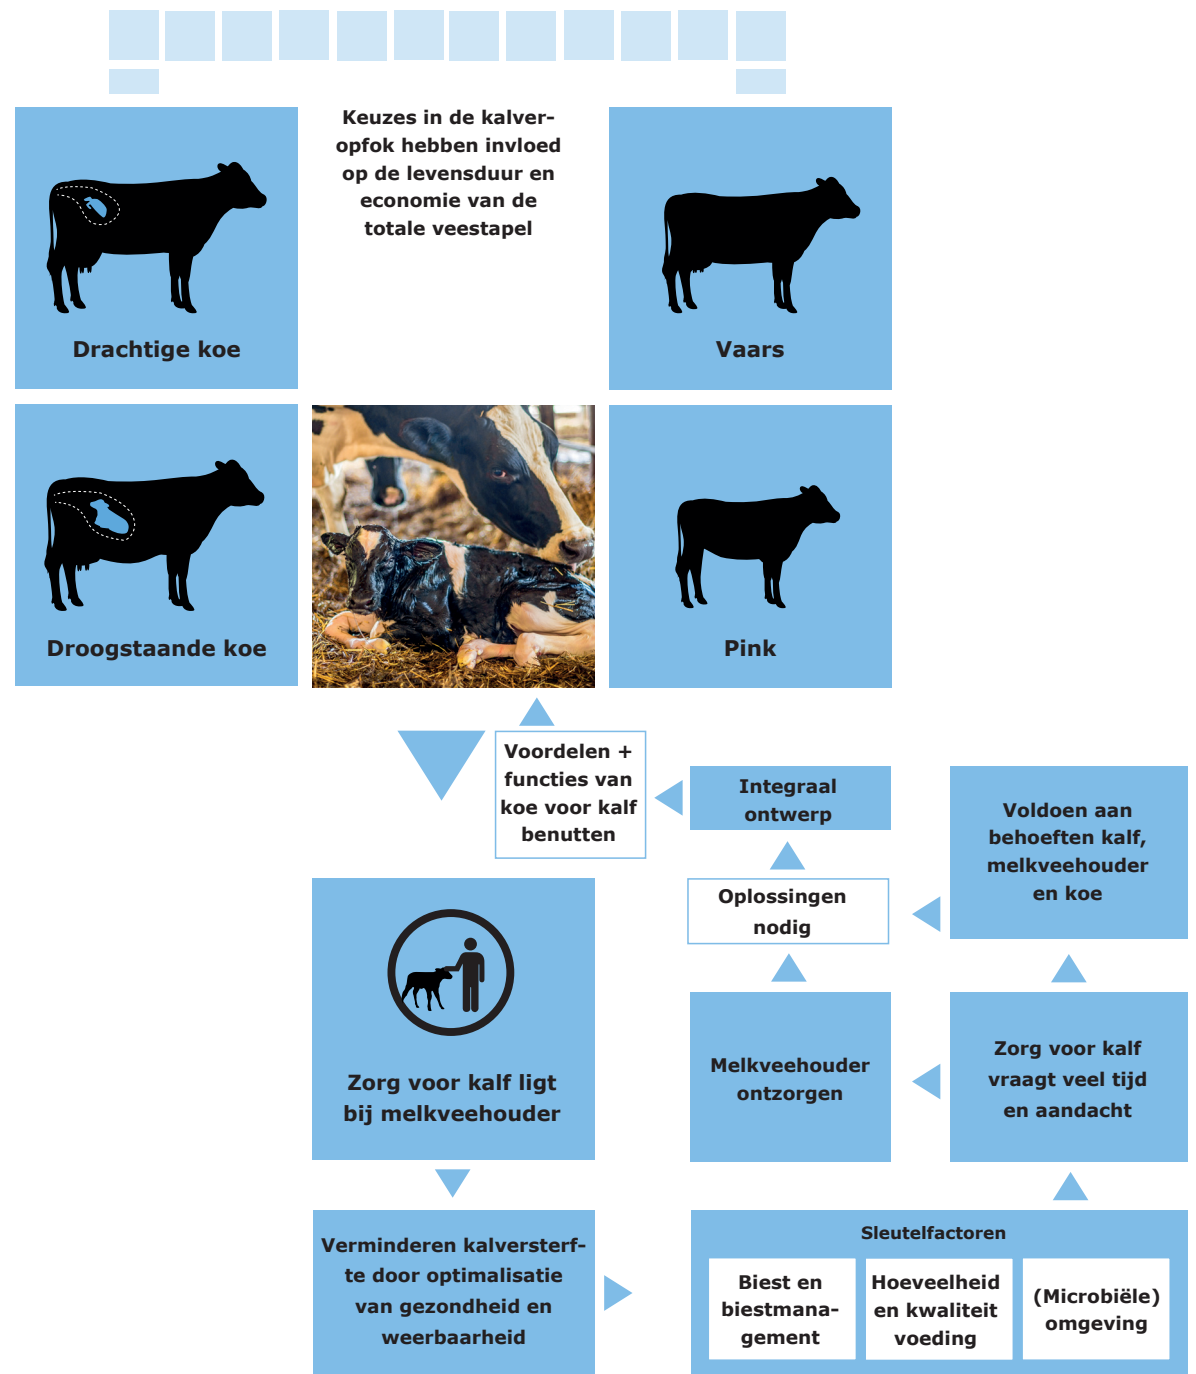 Keuzes in de kalver-
opfok hebben invloed
op de levensduur en
economie van de
totale veestapel
Drachtige koe
Vaars
Droogstaande koe
Pink
Voordelen +
functies van
koe voor kalf
benutten
Integraal
ontwerp
Voldoen aan
behoeften kalf,
melkveehouder
en koe
Oplossingen
nodig
Zorg voor kalf ligt
bij melkveehouder
Melkveehouder
ontzorgen
Zorg voor kalf
vraagt veel tijd
en aandacht
Verminderen kalversterf-
te door optimalisatie
van gezondheid en
weerbaarheid
Sleutelfactoren
Biest en
biestmana-
gement
Hoeveelheid
en kwaliteit
voeding
(Microbiële)
omgeving